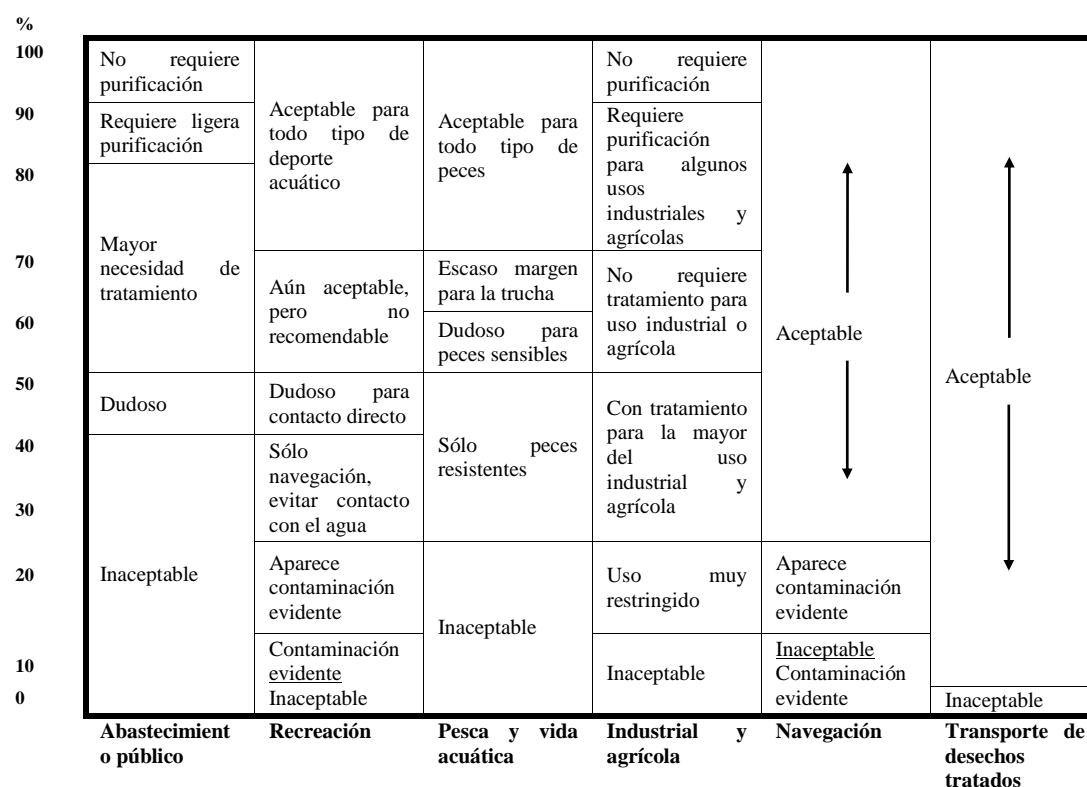 %
100
90
80
70
60
50
40
30
20
10
0
No requiere
purificación
Requiere ligera
purificación
Mayor
necesidad de
tratamiento
Dudoso
Inaceptable
Abastecimient
o público
Aceptable para
todo tipo de
deporte
acuático
Aún aceptable,
pero no
recomendable
Dudoso para
contacto directo
Sólo
navegación,
evitar contacto
con el agua
Aparece
contaminación
evidente
Contaminación
evidente
Inaceptable
Recreación
Aceptable para
todo tipo de
peces
Escaso margen
para la trucha
Dudoso para
peces sensibles
Sólo peces
resistentes
Inaceptable
Pesca y vida
acuática
No requiere
purificación
Requiere
purificación
para algunos
usos
industriales y
agrícolas
No requiere
tratamiento para
uso industrial o
agrícola
Con tratamiento
para la mayor
del uso
industrial y
agrícola
Uso muy
restringido
Inaceptable
Industrial y
agrícola
Aceptable
Aparece
contaminación
evidente
Inaceptable
Contaminación
evidente
Navegación
Aceptable
Inaceptable
Transporte de
desechos
tratados